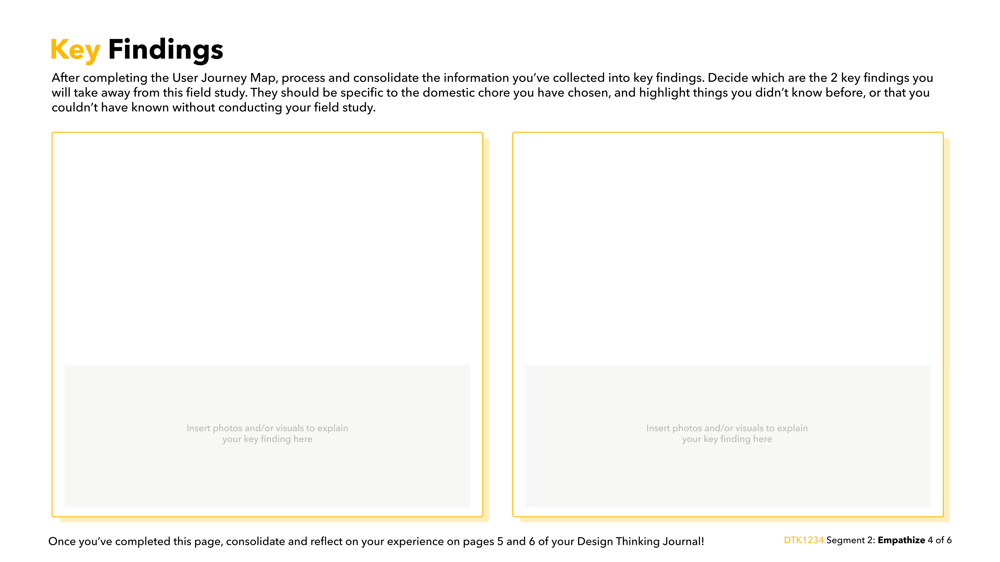 Key Findings
After completing the User Journey Map, process and consolidate the information you’ve collected into key findings. Decide which are the 2 key findings you
will take away from this field study. They should be specific to the domestic chore you have chosen, and highlight things you didn’t know before, or that you
couldn’t have known without conducting your field study.
Insert photos and/or visuals to explain
your key finding here
Insert photos and/or visuals to explain
your key finding here
Once you’ve completed this page, consolidate and reflect on your experience on pages 5 and 6 of your Design Thinking Journal!
DTK1234 Segment 2: Empathize 4 of 6